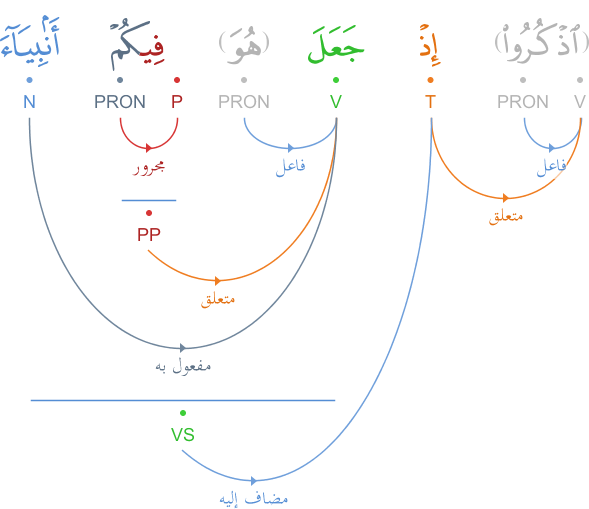 (ٱذْكُرُوا۟) إِذْ جَعَلَ (هُوَ) فِيكُمْ أَنۢبِيَآءَ
V PRON T V PRON P PRON N
فاعل فاعل مجرور
متعلق
PP
متعلق
مفعول به
VS
مضاف إليه